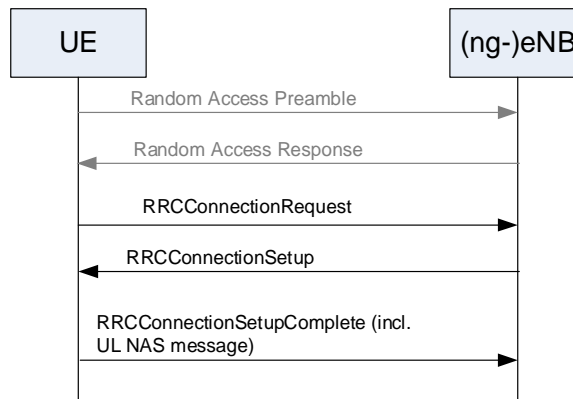 UE
(ng-)eNB
Random Access Preamble
Random Access Response
RRCConnectionRequest
RRCConnectionSetup
RRCConnectionSetupComplete (incl.
UL NAS message)